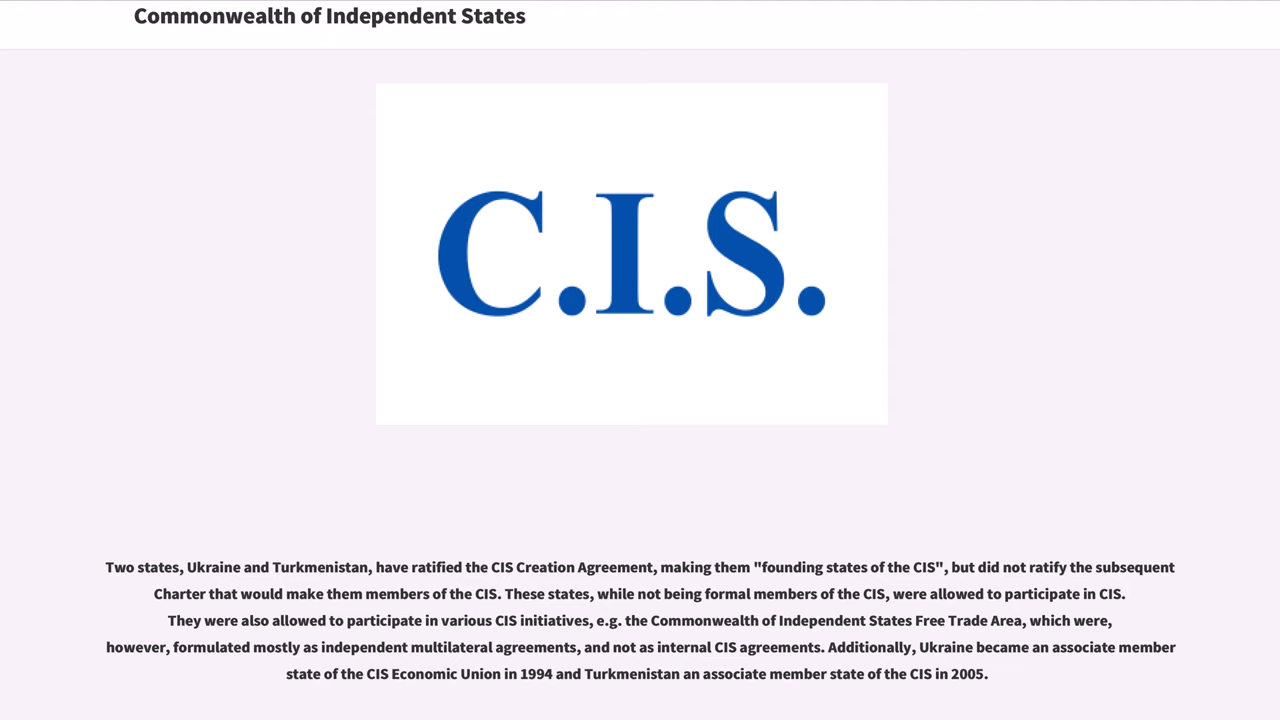 Commonwealth of Independent States
C.I.S.
Two states, Ukraine and Turkmenistan, have ratified the CIS Creation Agreement, making them "founding states of the CIS", but did not ratify the subsequent
Charter that would make them members of the CIS. These states, while not being formal members of the CIS, were allowed to participate in CIS.
They were also allowed to participate in various CIS initiatives, e.g. the Commonwealth of Independent States Free Trade Area, which were,
however, formulated mostly as independent multilateral agreements, and not as internal CIS agreements. Additionally, Ukraine became an associate member
state of the CIS Economic Union in 1994 and Turkmenistan an associate member state of the CIS in 2005.